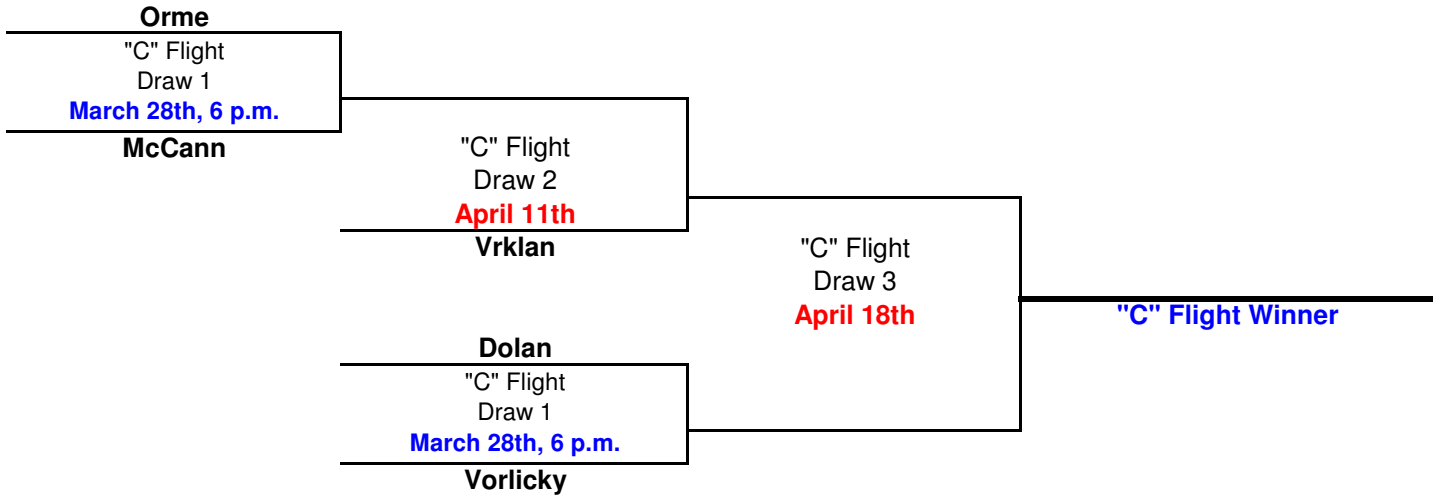 Orme
"C" Flight
Draw 1
March 28th, 6 p.m.
McCann
"C" Flight
Draw 2
April 11th
Vrklan
"C" Flight
Draw 3
April 18th
"C" Flight Winner
Dolan
"C" Flight
Draw 1
March 28th, 6 p.m.
Vorlicky